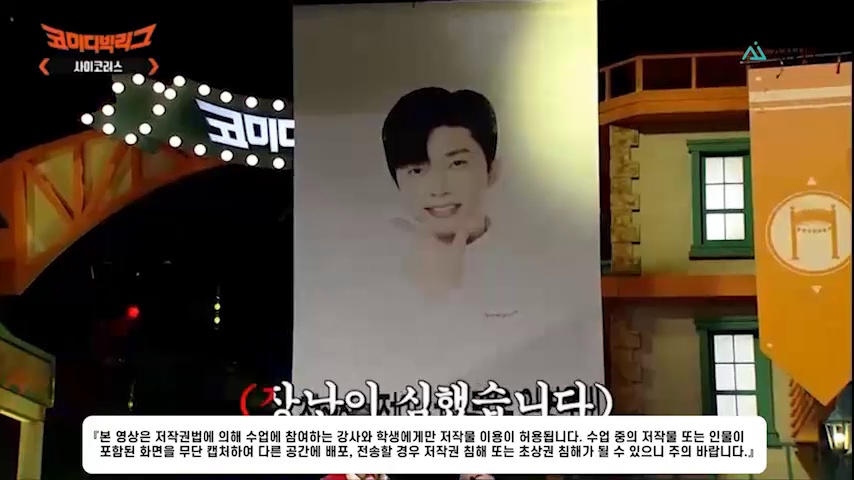 코미디빅리그
사이코러스
코미디
(장난이 심했습니다)
『본 영상은 저작권법에 의해 수업에 참여하는 강사와 학생에게만 저작물 이용이 허용됩니다. 수업 중의 저작물 또는 인물이
포함된 화면을 무단 캡처하여 다른 공간에 배포, 전송할 경우 저작권 침해 또는 초상권 침해가 될 수 있으니 주의 바랍니다.』